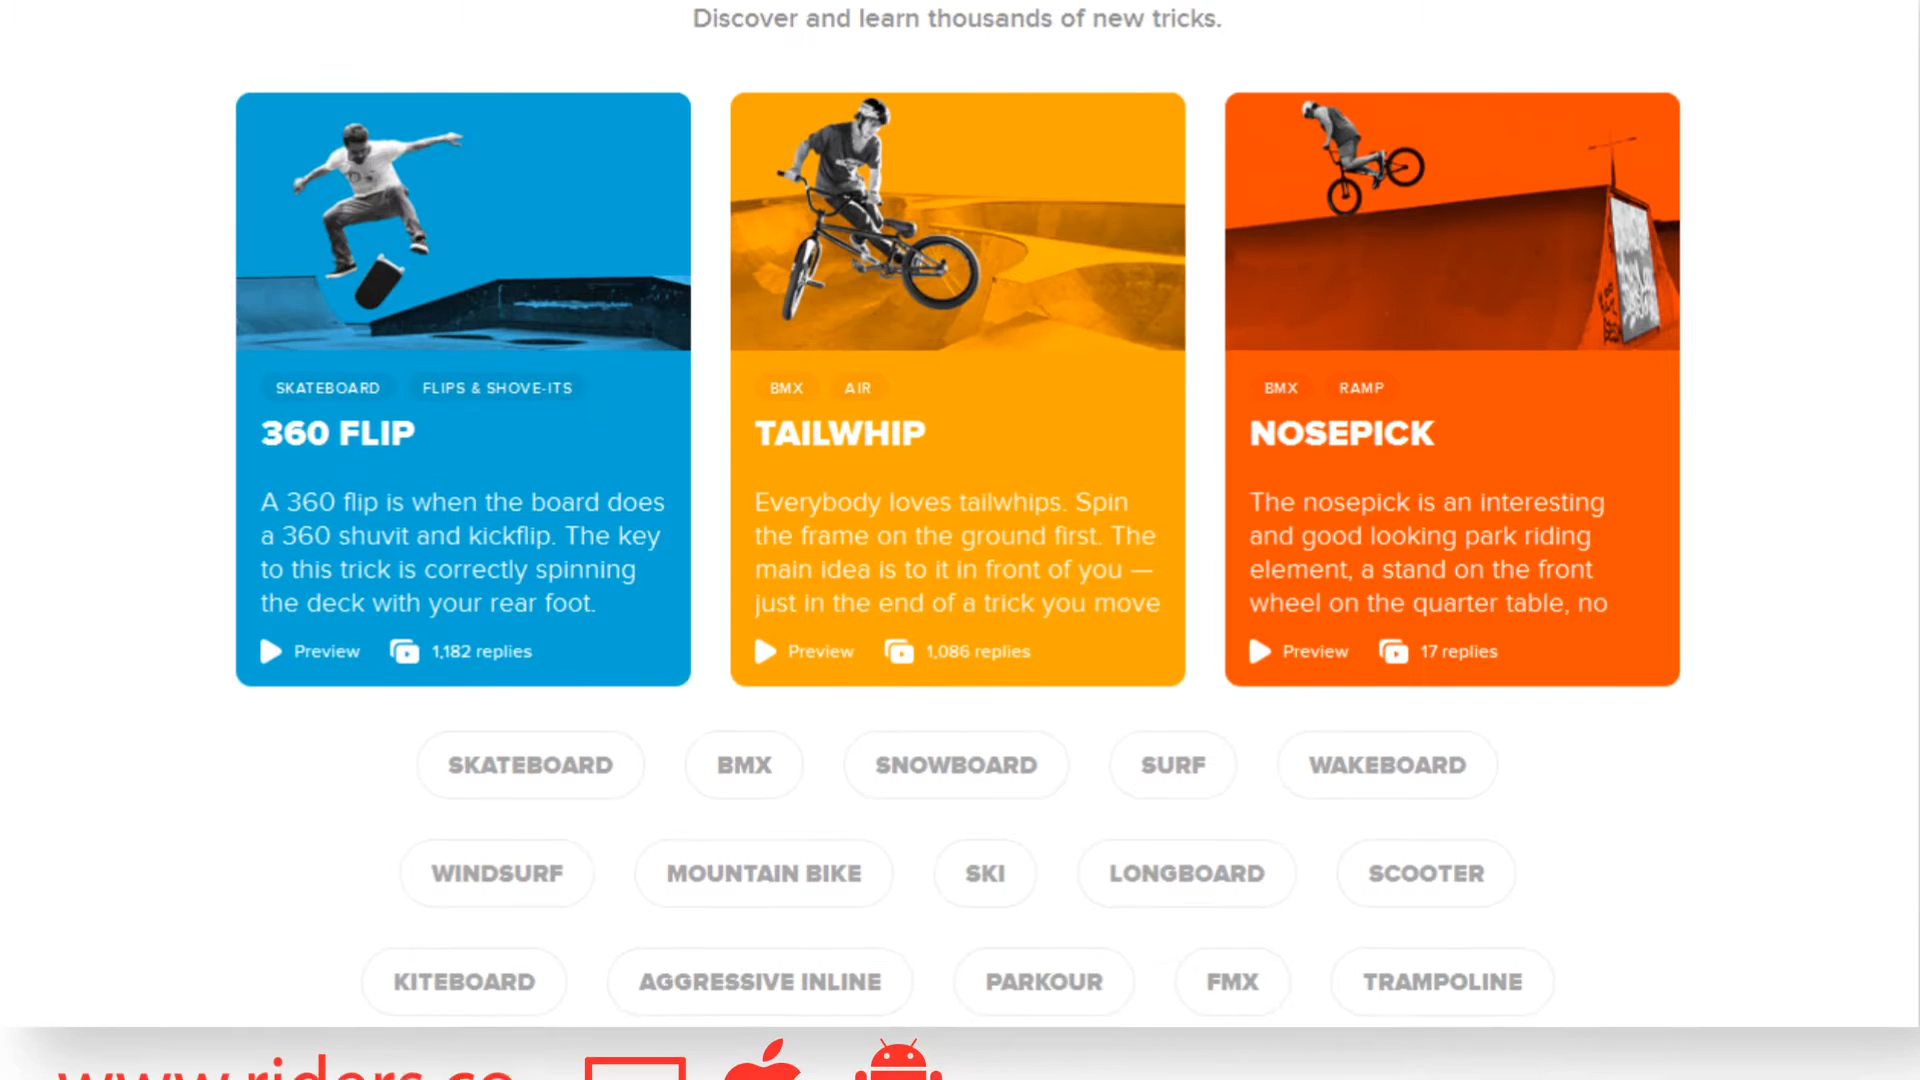 Discover and learn thousands of new tricks.
SKATEBOARD FLIPS & SHOVE-ITS
360 FLIP
A 360 flip is when the board does
a 360 shuvit and kickflip. The key
to this trick is correctly spinning
the deck with your rear foot.
Preview 1,182 replies
BMX AIR
TAILWHIP
Everybody loves tailwhips. Spin
the frame on the ground first. The
main idea is to it in front of you —
just in the end of a trick you move
Preview 1,086 replies
BMX RAMP
NOSEPICK
The nosepick is an interesting
and good looking park riding
element, a stand on the front
wheel on the quarter table, no
Preview 17 replies
SKATEBOARD BMX SNOWBOARD SURF WAKEBOARD
WINDSURF MOUNTAIN BIKE SKI LONGBOARD SCOOTER
KITEBOARD AGGRESSIVE INLINE PARKOUR FMX TRAMPOLINE
www.riders.co